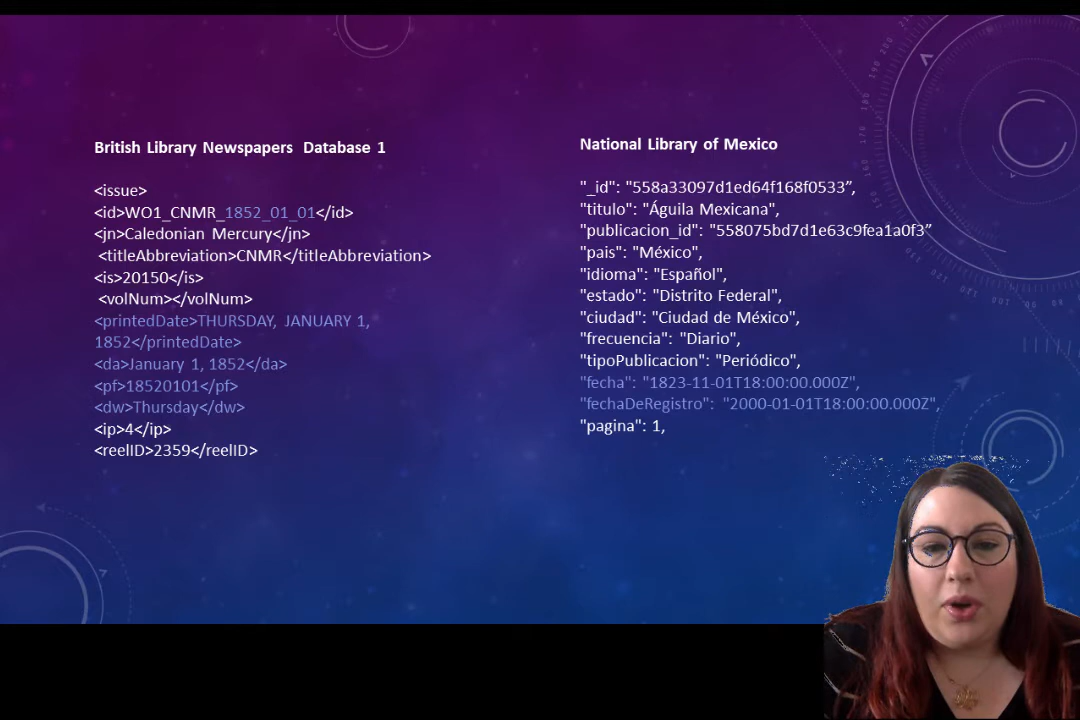 British Library Newspapers Database 1
<issue>
<id>WO1_CNMR_1852_01_01</id>
<jn>Caledonian Mercury</jn>
<titleAbbreviation>CNMR</titleAbbreviation>
<is>20150</is>
<volNum></volNum>
<printedDate>THURSDAY, JANUARY 1,
1852</printedDate>
<da>January 1, 1852</da>
<pf>18520101</pf>
<dw>Thursday</dw>
<ip>4</ip>
<reelID>2359</reelID>
National Library of Mexico
"_id": "558a33097d1ed64f168f0533”,
"titulo": "Águila Mexicana",
"publicacion_id": “558075bd7d1e63c9fea1a0f3”
"pais": "México",
"idioma": "Español",
"estado": "Distrito Federal",
"ciudad": "Ciudad de México",
"frecuencia": "Diario",
"tipoPublicacion": "Periódico",
"fecha": "1823-11-01T18:00:00.000Z",
"fechaDeRegistro": "2000-01-01T18:00:00.000Z",
"pagina": 1,
190
180
170
160